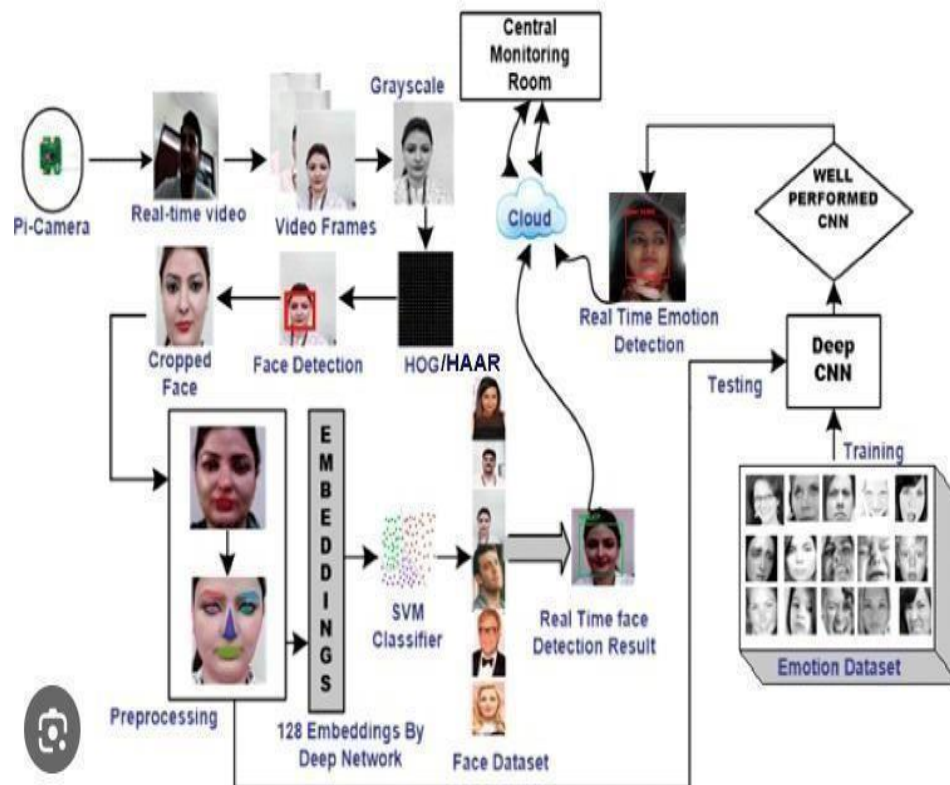 Central
Monitoring
Room
Grayscale
Pi-Camera
Real-time video
Video Frames
Cloud
WELL
PERFORMED
CNN
Real Time Emotion
Detection
Cropped
Face
Face Detection
HOG/HAAR
Testing
Deep
CNN
Training
E
M
B
E
D
D
I
N
G
S
SVM
Classifier
Real Time face
Detection Result
Emotion Dataset
Preprocessing
128 Embeddings By
Deep Network
Face Dataset